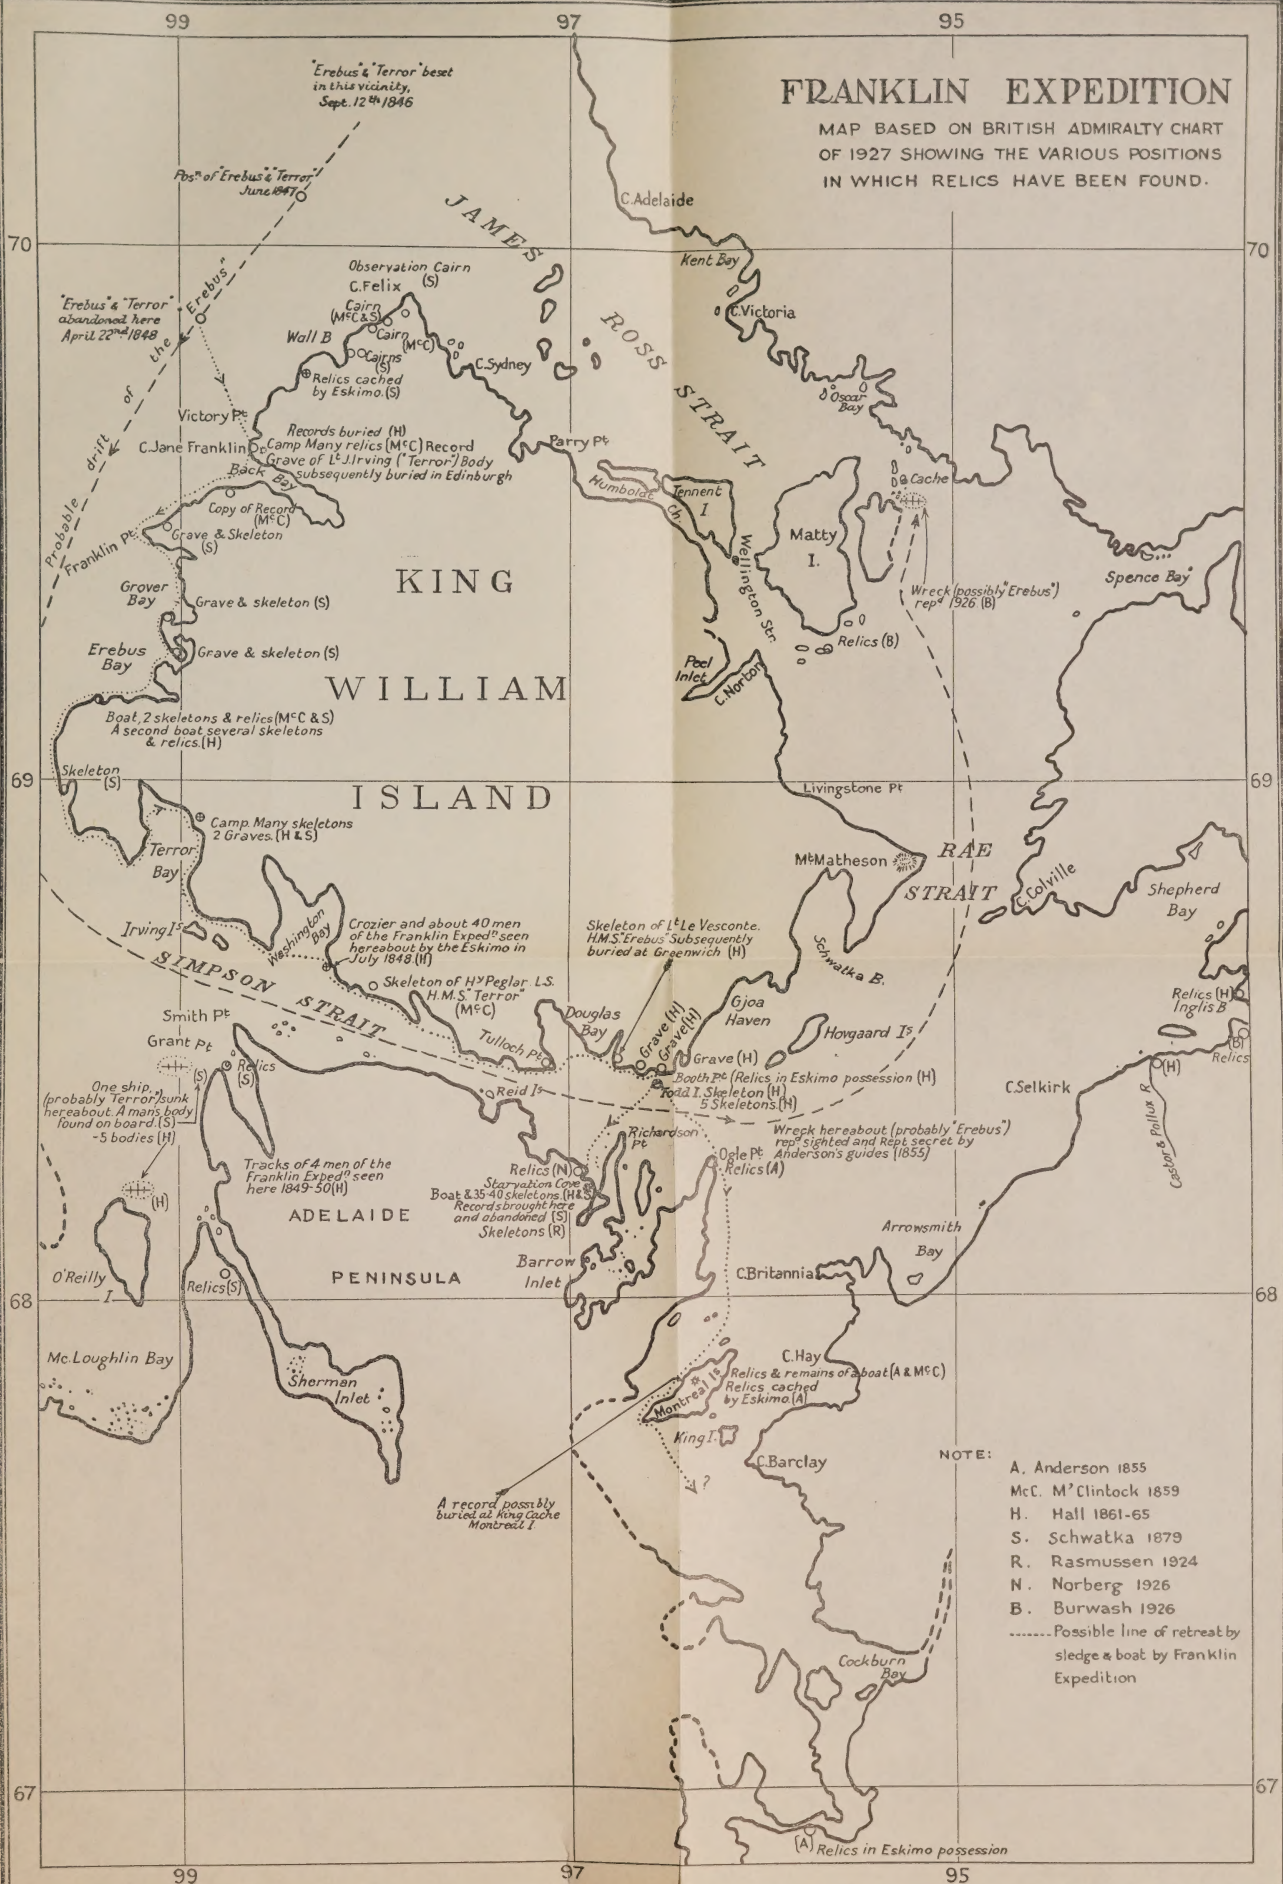 99
97
95
"Erebus" & "Terror" beset
in this vicinity,
Sept. 12th 1846
FRANKLIN EXPEDITION
MAP BASED ON BRITISH ADMIRALTY CHART
OF 1927 SHOWING THE VARIOUS POSITIONS
IN WHICH RELICS HAVE BEEN FOUND.
Posn of "Erebus" & "Terror"
June 1847
C. Adelaide
JAMES ROSS STRAIT
70
70
Kent Bay
Observation Cairn
(S)
C. Felix
"Erebus" & "Terror"
abandoned here
April 22nd 1848
Probable drift of the "Erebus"
Cairn
(McC & S)
Cairn
(McC)
Wall B
Cairns
(S)
C. Victoria
C. Sydney
Relics cached
by Eskimo. (S)
Oscar
Bay
Victory Pt
Records buried (H)
C. Jane Franklin
Camp Many relics (McC) Record
Grave of Lt J. Irving ("Terror") Body
subsequently buried in Edinburgh
Parry Pt
Back Bay
Humboldt Ch.
Tennent
I
Cache
Copy of Record
(McC)
Franklin Pt
Grave & Skeleton
(S)
Matty
I.
Wellington Str.
Spence Bay
KING
WILLIAM
ISLAND
Grover
Bay
Grave & skeleton (S)
Wreck (possibly "Erebus")
repd 1926 (B)
Relics (B)
Erebus
Bay
Grave & skeleton (S)
Peel
Inlet
C. Norton
Boat, 2 skeletons & relics (McC & S)
A second boat several skeletons
& relics. (H)
69
69
Skeleton
(S)
Livingstone Pt
Camp. Many skeletons
2 Graves. (H & S)
Terror
Bay
Mt Matheson
RAE
STRAIT
C. Colville
Shepherd
Bay
Irving Is
Washington
Bay
Crozier and about 40 men
of the Franklin Expedn seen
hereabout by the Eskimo in
July 1848. (H)
Skeleton of Lt Le Vesconte.
H.M.S. "Erebus" Subsequently
buried at Greenwich (H)
Schwatka B.
SIMPSON STRAIT
Skeleton of Hy Peglar L.S.
H.M.S. "Terror"
(McC)
Relics (H)
Inglis B
Smith Pt
Douglas
Bay
Gjoa
Haven
Grant Pt
Tulloch Pt
Grave (H)
Grave (H)
Hovgaard Is
(B)
Relics
Relics
(S)
Grave (H)
(H)
Booth Pt (Relics in Eskimo possession (H)
One ship,
(probably "Terror") sunk
hereabout. A man's body
found on board. (S)
-5 bodies (H)
(S)
Reid Is
Todd I. Skeleton (H)
5 Skeletons. (H)
C. Selkirk
Castor & Pollux R
Richardson
Pt
Wreck hereabout (probably "Erebus")
repd sighted and Rept secret by
Anderson's guides (1855)
Ogle Pt
Relics (A)
Tracks of 4 men of the
Franklin Expedn seen
here 1849-50 (H)
Relics (N)
Starvation Cove
Boat & 35-40 skeletons. (H & S)
Records brought here
and abandoned (S)
Skeletons (R)
(H)
ADELAIDE
PENINSULA
Arrowsmith
Bay
Barrow
Inlet
O'Reilly
I.
Relics (S)
C. Britannia
68
68
Mc. Loughlin Bay
Sherman
Inlet
C. Hay
Relics & remains of a boat (A & McC)
Relics cached
by Eskimo. (A)
Montreal Is
King I.
C. Barclay
?
A record possibly
buried at King Cache
Montreal I.
NOTE:
A. Anderson 1855
McC. M'Clintock 1859
H. Hall 1861-65
S. Schwatka 1879
R. Rasmussen 1924
N. Norberg 1926
B. Burwash 1926
------- Possible line of retreat by
sledge & boat by Franklin
Expedition
Cockburn
Bay
67
67
(A) Relics in Eskimo possession
99
97
95